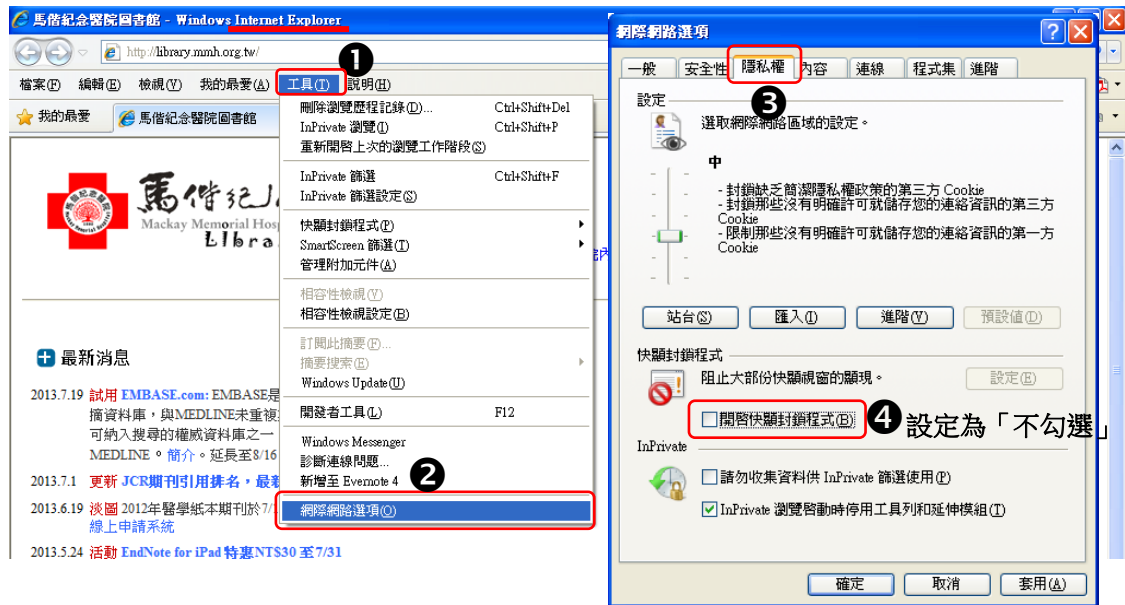 馬偕紀念醫院圖書館 - Windows Internet Explorer
http://library.mmh.org.tw/
❶
檔案(F) 編輯(E) 檢視(V) 我的最愛(A) 工具(T) 說明(H)
我的最愛 馬偕紀念醫院圖書館
刪除瀏覽歷程記錄(D)... Ctrl+Shift+Del
InPrivate 瀏覽(I) Ctrl+Shift+P
重新開啓上次的瀏覽工作階段(S)
InPrivate 篩選 Ctrl+Shift+F
InPrivate 篩選設定(S)
快顯封鎖程式(P)
SmartScreen 篩選(T)
管理附加元件(A)
相容性檢視(V)
相容性檢視設定(B)
訂閱此摘要(F)...
摘要搜索(E)
Windows Update(U)
開發者工具(L) F12
Windows Messenger
診斷連線問題...
新增至 Evernote 4
❷
網際網路選項(O)
馬偕紀
Mackay Memorial Hosp
Libra
最新消息
2013.7.19 試用 EMBASE.com: EMBASE是
摘資料庫，與MEDLINE未重複
可納入搜尋的權威資料庫之一
MEDLINE。簡介。延長至8/16
2013.7.1 更新 JCR期刊引用排名，最新
2013.6.19 淡圖 2012年醫學紙本期刊於7/
線上申請系統
2013.5.24 活動 EndNote for iPad 特惠NT$30 至7/31
網際網路選項
一般 安全性 隱私權 內容 連線 程式集 進階
❸
設定
選取網際網路區域的設定。
中
- 封鎖缺乏簡潔隱私權政策的第三方 Cookie
- 封鎖那些沒有明確許可就儲存您的連絡資訊的第三方
Cookie
- 限制那些沒有明確許可就儲存您的連絡資訊的第一方
Cookie
站台(S) 匯入(I) 進階(V) 預設值(D)
快顯封鎖程式
阻止大部份快顯視窗的顯現。 設定(E)
開啓快顯封鎖程式(B) ❹ 設定為「不勾選」
InPrivate
請勿收集資料供 InPrivate 篩選使用(P)
InPrivate 瀏覽啓動時停用工具列和延伸模組(T)
確定 取消 套用(A)